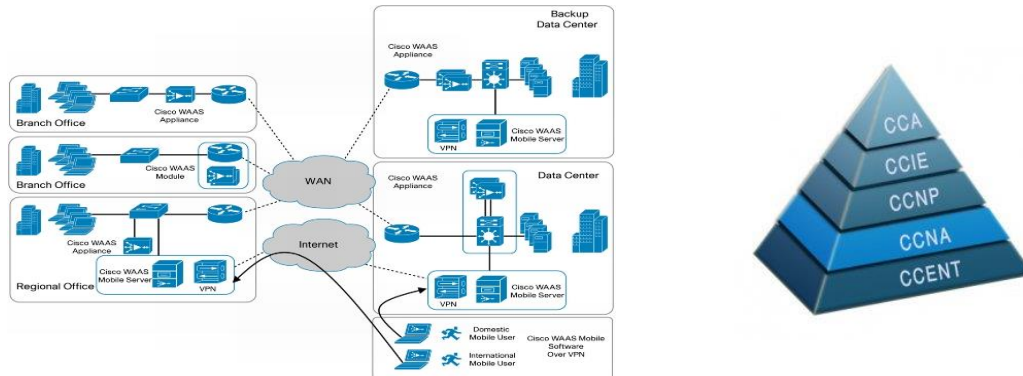 Backup
Data Center
Cisco WAAS
Appliance
VPN
Cisco WAAS
Mobile Server
Cisco WAAS
Appliance
Branch Office
Cisco WAAS
Module
Branch Office
WAN
Cisco WAAS
Appliance
Data Center
Cisco WAAS
Appliance
Cisco WAAS
Mobile Server
VPN
Regional Office
Internet
VPN
Cisco WAAS
Mobile Server
Domestic
Mobile User
International
Mobile User
Cisco WAAS Mobile
Software
Over VPN
CCA
CCIE
CCNP
CCNA
CCENT